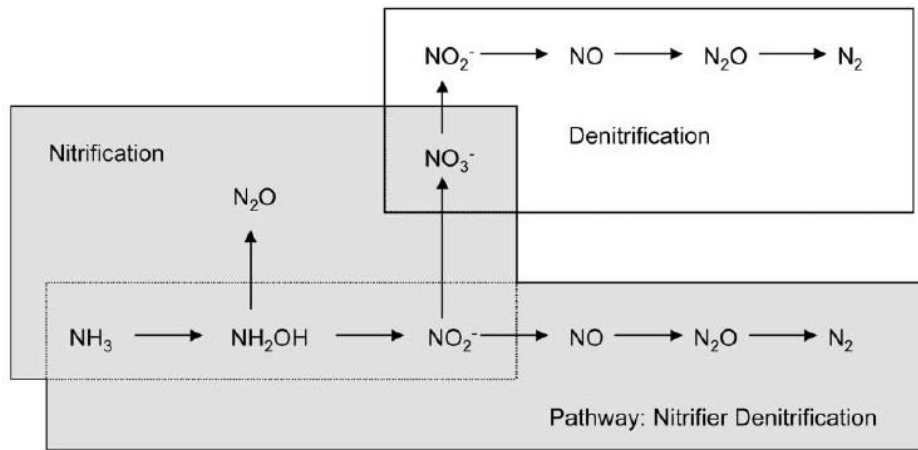 NO₂⁻ NO N₂O N₂
Denitrification
Nitrification
NO₃⁻
N₂O
NH₃ NH₂OH NO₂⁻ NO N₂O N₂
Pathway: Nitrifier Denitrification